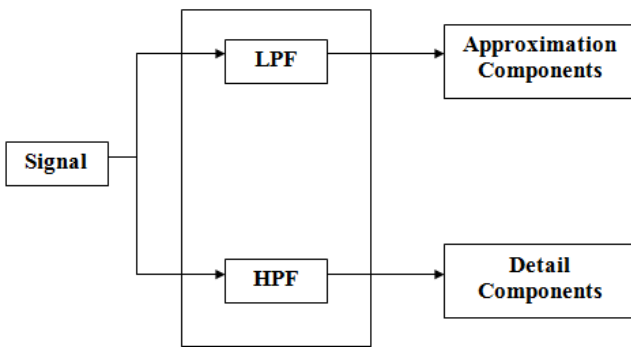 LPF
Approximation
Components
Signal
HPF
Detail
Components